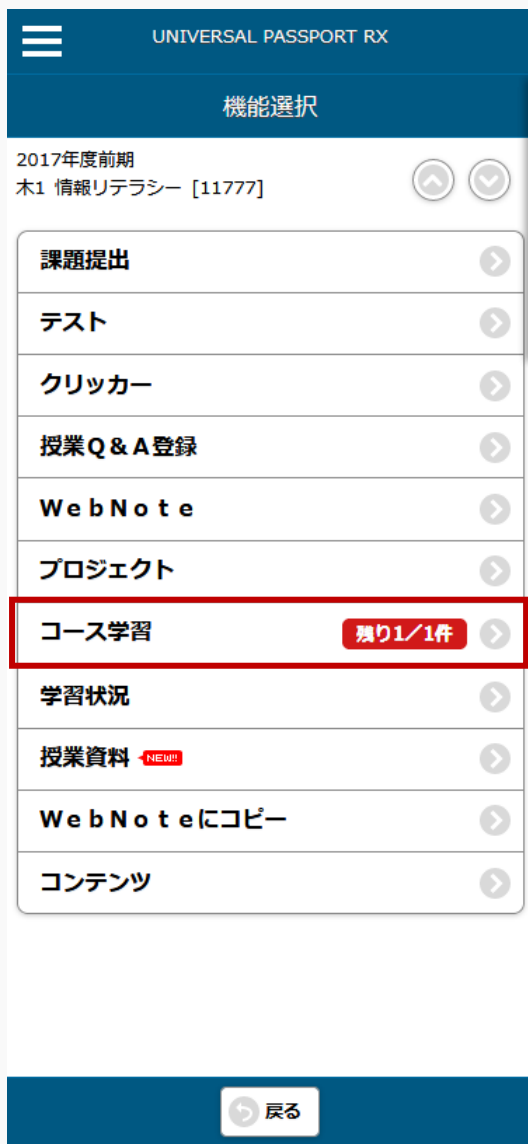 UNIVERSAL PASSPORT RX
機能選択
2017年度前期
木1 情報リテラシー [11777]
課題提出
テスト
クリッカー
授業Ｑ＆Ａ登録
ＷｅｂＮｏｔｅ
プロジェクト
コース学習 残り1／1件
学習状況
授業資料 NEW!!
ＷｅｂＮｏｔｅにコピー
コンテンツ
戻る